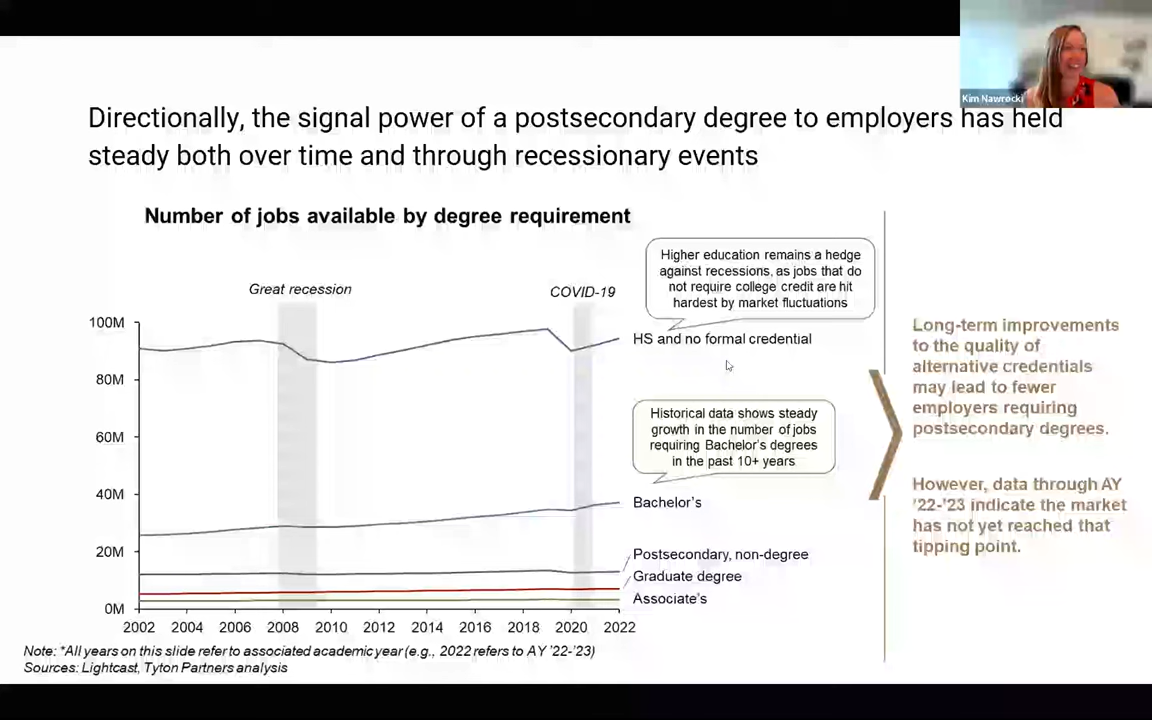 Kim Nawrocki
Directionally, the signal power of a postsecondary degree to employers has held
steady both over time and through recessionary events
Number of jobs available by degree requirement
Higher education remains a hedge
against recessions, as jobs that do
not require college credit are hit
hardest by market fluctuations
Great recession
COVID-19
100M
80M
60M
40M
20M
0M
HS and no formal credential
Historical data shows steady
growth in the number of jobs
requiring Bachelor's degrees
in the past 10+ years
Bachelor's
Postsecondary, non-degree
Graduate degree
Associate's
2002 2004 2006 2008 2010 2012 2014 2016 2018 2020 2022
Long-term improvements
to the quality of
alternative credentials
may lead to fewer
employers requiring
postsecondary degrees.
However, data through AY
'22-'23 indicate the market
has not yet reached that
tipping point.
Note: *All years on this slide refer to associated academic year (e.g., 2022 refers to AY '22-'23)
Sources: Lightcast, Tyton Partners analysis